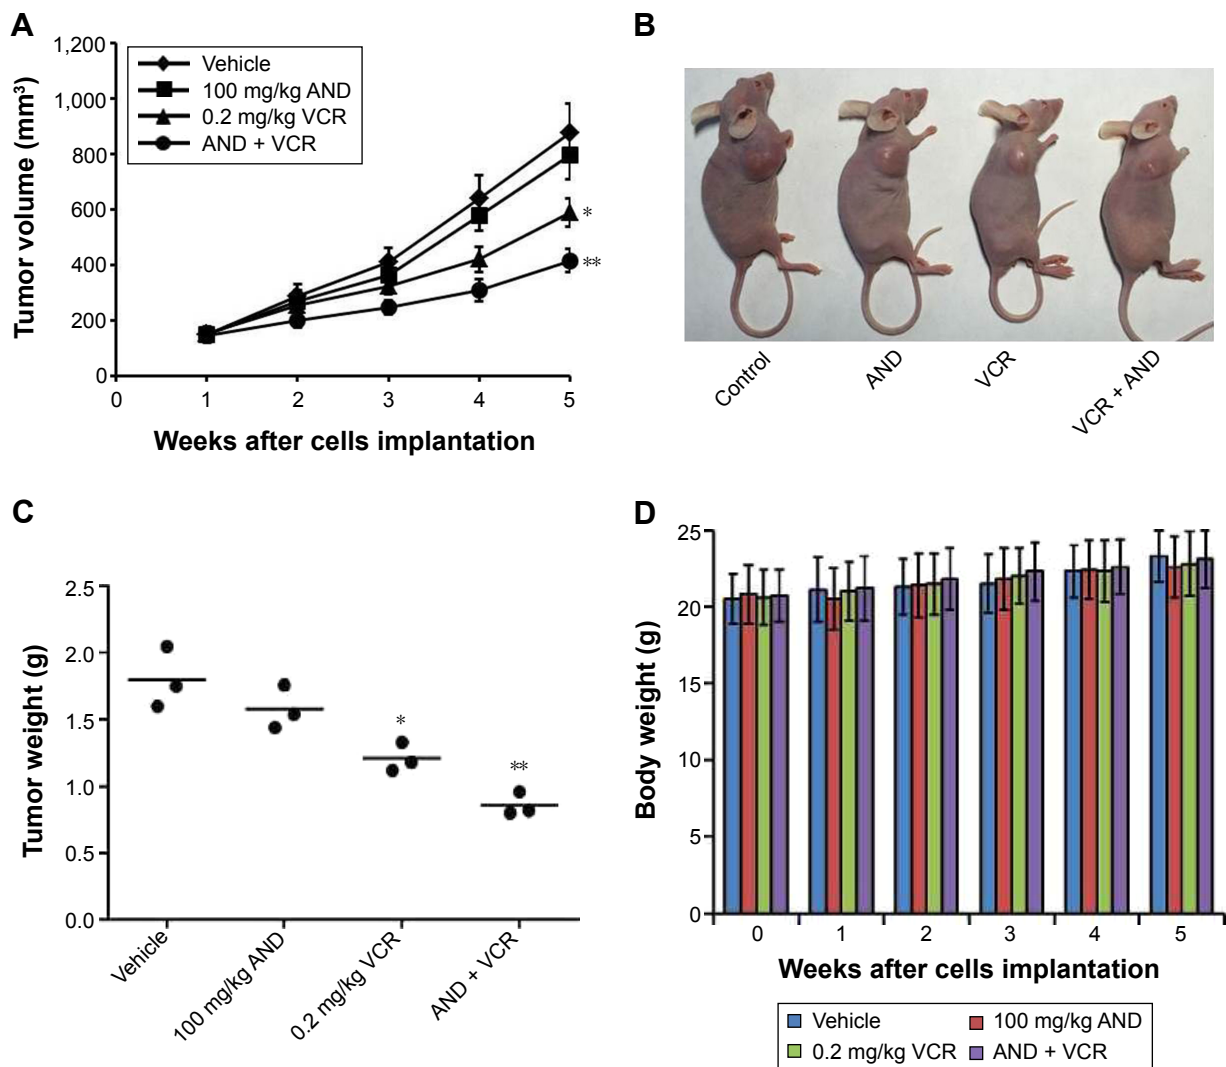 A
Tumor volume (mm³)
1,200
1,000
800
600
400
200
0
Vehicle
100 mg/kg AND
0.2 mg/kg VCR
AND + VCR
*
**
0 1 2 3 4 5
Weeks after cells implantation
B
Control
AND
VCR
VCR + AND
C
Tumor weight (g)
2.5
2.0
1.5
1.0
0.5
0.0
*
**
Vehicle
100 mg/kg AND
0.2 mg/kg VCR
AND + VCR
D
Body weight (g)
25
20
15
10
5
0
0 1 2 3 4 5
Weeks after cells implantation
Vehicle
100 mg/kg AND
0.2 mg/kg VCR
AND + VCR